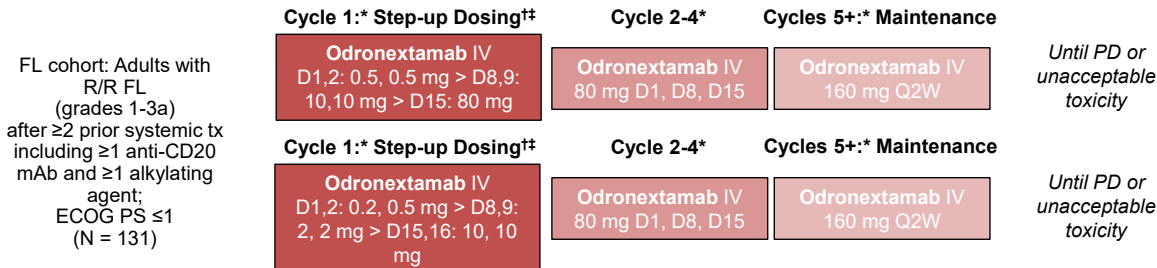 FL cohort: Adults with
R/R FL
(grades 1-3a)
after ≥2 prior systemic tx
including ≥1 anti-CD20
mAb and ≥1 alkylating
agent;
ECOG PS ≤1
(N = 131)
Cycle 1:* Step-up Dosing†‡
Odronextamab IV
D1,2: 0.5, 0.5 mg > D8,9:
10,10 mg > D15: 80 mg
Cycle 2-4*
Odronextamab IV
80 mg D1, D8, D15
Cycles 5+:* Maintenance
Odronextamab IV
160 mg Q2W
Until PD or
unacceptable
toxicity
Cycle 1:* Step-up Dosing†‡
Odronextamab IV
D1,2: 0.2, 0.5 mg > D8,9:
2, 2 mg > D15,16: 10, 10
mg
Cycle 2-4*
Odronextamab IV
80 mg D1, D8, D15
Cycles 5+:* Maintenance
Odronextamab IV
160 mg Q2W
Until PD or
unacceptable
toxicity